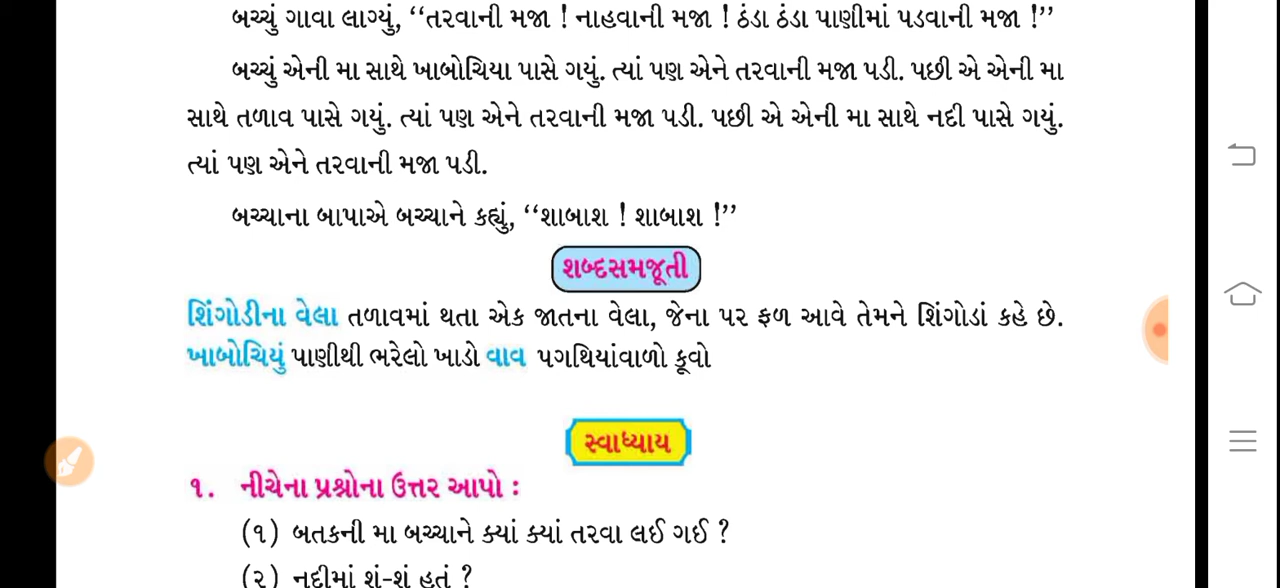 બચ્ચું ગાવા લાગ્યું, ‘‘તરવાની મજા ! નાહવાની મજા ! ઠંડા ઠંડા પાણીમાં પડવાની મજા !’’
બચ્ચું એની મા સાથે ખાબોચિયા પાસે ગયું. ત્યાં પણ એને તરવાની મજા પડી. પછી એ એની મા
સાથે તળાવ પાસે ગયું. ત્યાં પણ એને તરવાની મજા પડી. પછી એ એની મા સાથે નદી પાસે ગયું.
ત્યાં પણ એને તરવાની મજા પડી.
બચ્ચાના બાપાએ બચ્ચાને કહ્યું, ‘‘શાબાશ ! શાબાશ !’’
શબ્દસમજૂતી
શિંગોડીના વેલા તળાવમાં થતા એક જાતના વેલા, જેના પર ફળ આવે તેમને શિંગોડાં કહે છે.
ખાબોચિયું પાણીથી ભરેલો ખાડો વાવ પગથિયાંવાળો કૂવો
સ્વાધ્યાય
૧. નીચેના પ્રશ્નોના ઉત્તર આપો :
(૧) બતકની મા બચ્ચાને ક્યાં ક્યાં તરવા લઈ ગઈ ?
(૨) નદીમાં શું-શું હતું ?